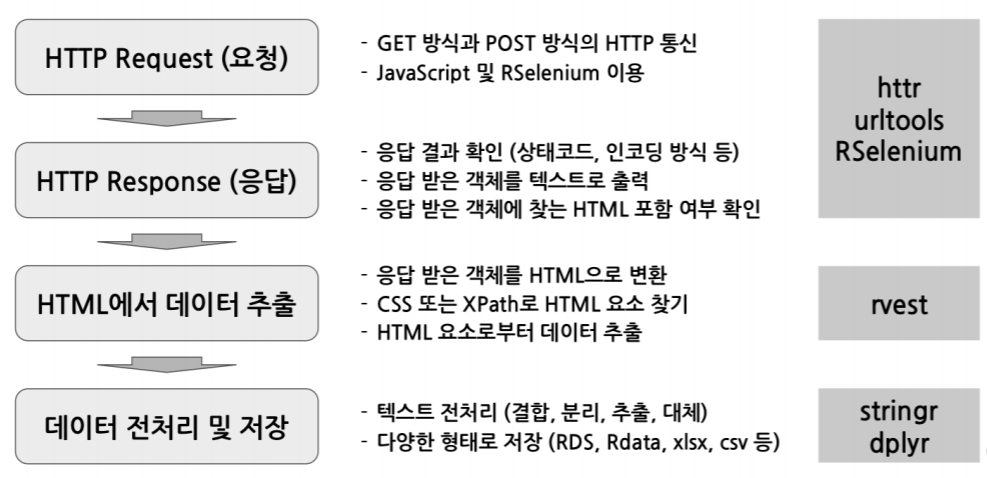 HTTP Request (요청)
- GET 방식과 POST 방식의 HTTP 통신
- JavaScript 및 RSelenium 이용
HTTP Response (응답)
- 응답 결과 확인 (상태코드, 인코딩 방식 등)
- 응답 받은 객체를 텍스트로 출력
- 응답 받은 객체에 찾는 HTML 포함 여부 확인
httr
urltools
RSelenium
HTML에서 데이터 추출
- 응답 받은 객체를 HTML으로 변환
- CSS 또는 XPath로 HTML 요소 찾기
- HTML 요소로부터 데이터 추출
rvest
데이터 전처리 및 저장
- 텍스트 전처리 (결합, 분리, 추출, 대체)
- 다양한 형태로 저장 (RDS, Rdata, xlsx, csv 등)
stringr
dplyr